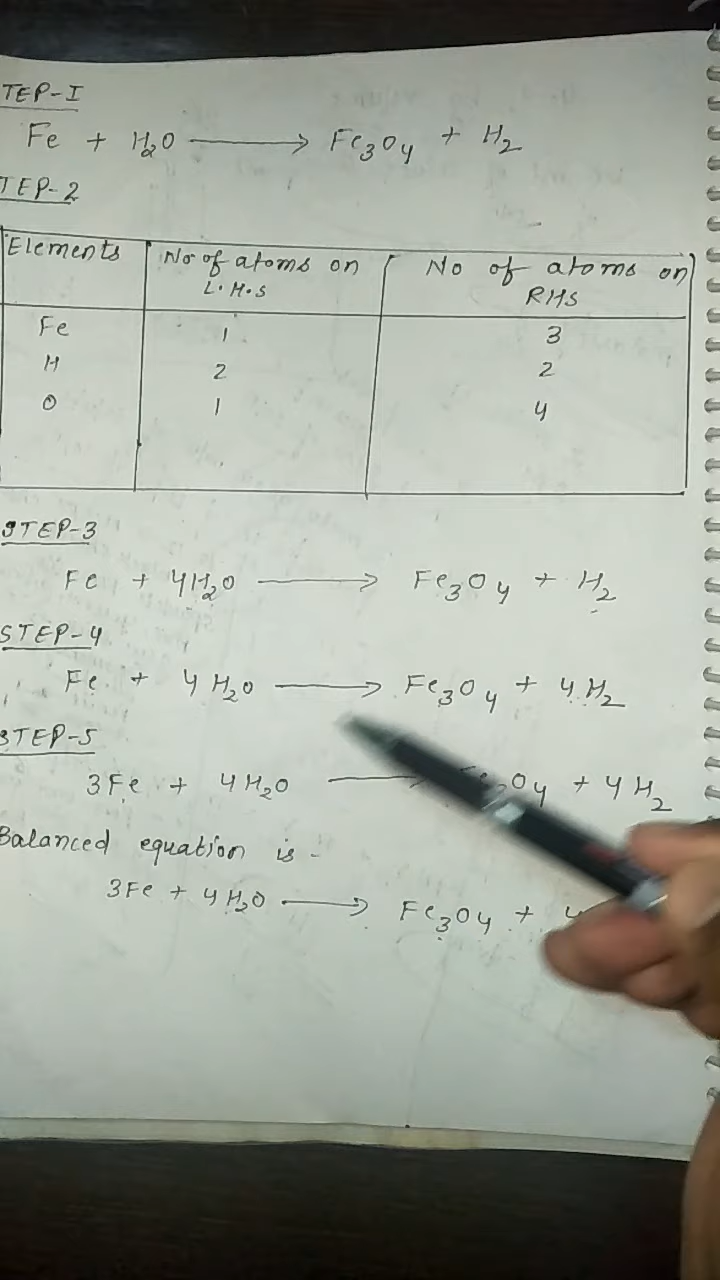 TEP-I
Fe + H2O ⟶ Fe3O4 + H2
TEP-2
Elements No of atoms on L.H.S No of atoms on RHS
Fe 1 3
H 2 2
O 1 4
STEP-3
Fe + 4H2O ⟶ Fe3O4 + H2
STEP-4
Fe + 4H2O ⟶ Fe3O4 + 4H2
STEP-5
3Fe + 4H2O ⟶ Fe3O4 + 4H2
Balanced equation is -
3Fe + 4H2O ⟶ Fe3O4 + 4